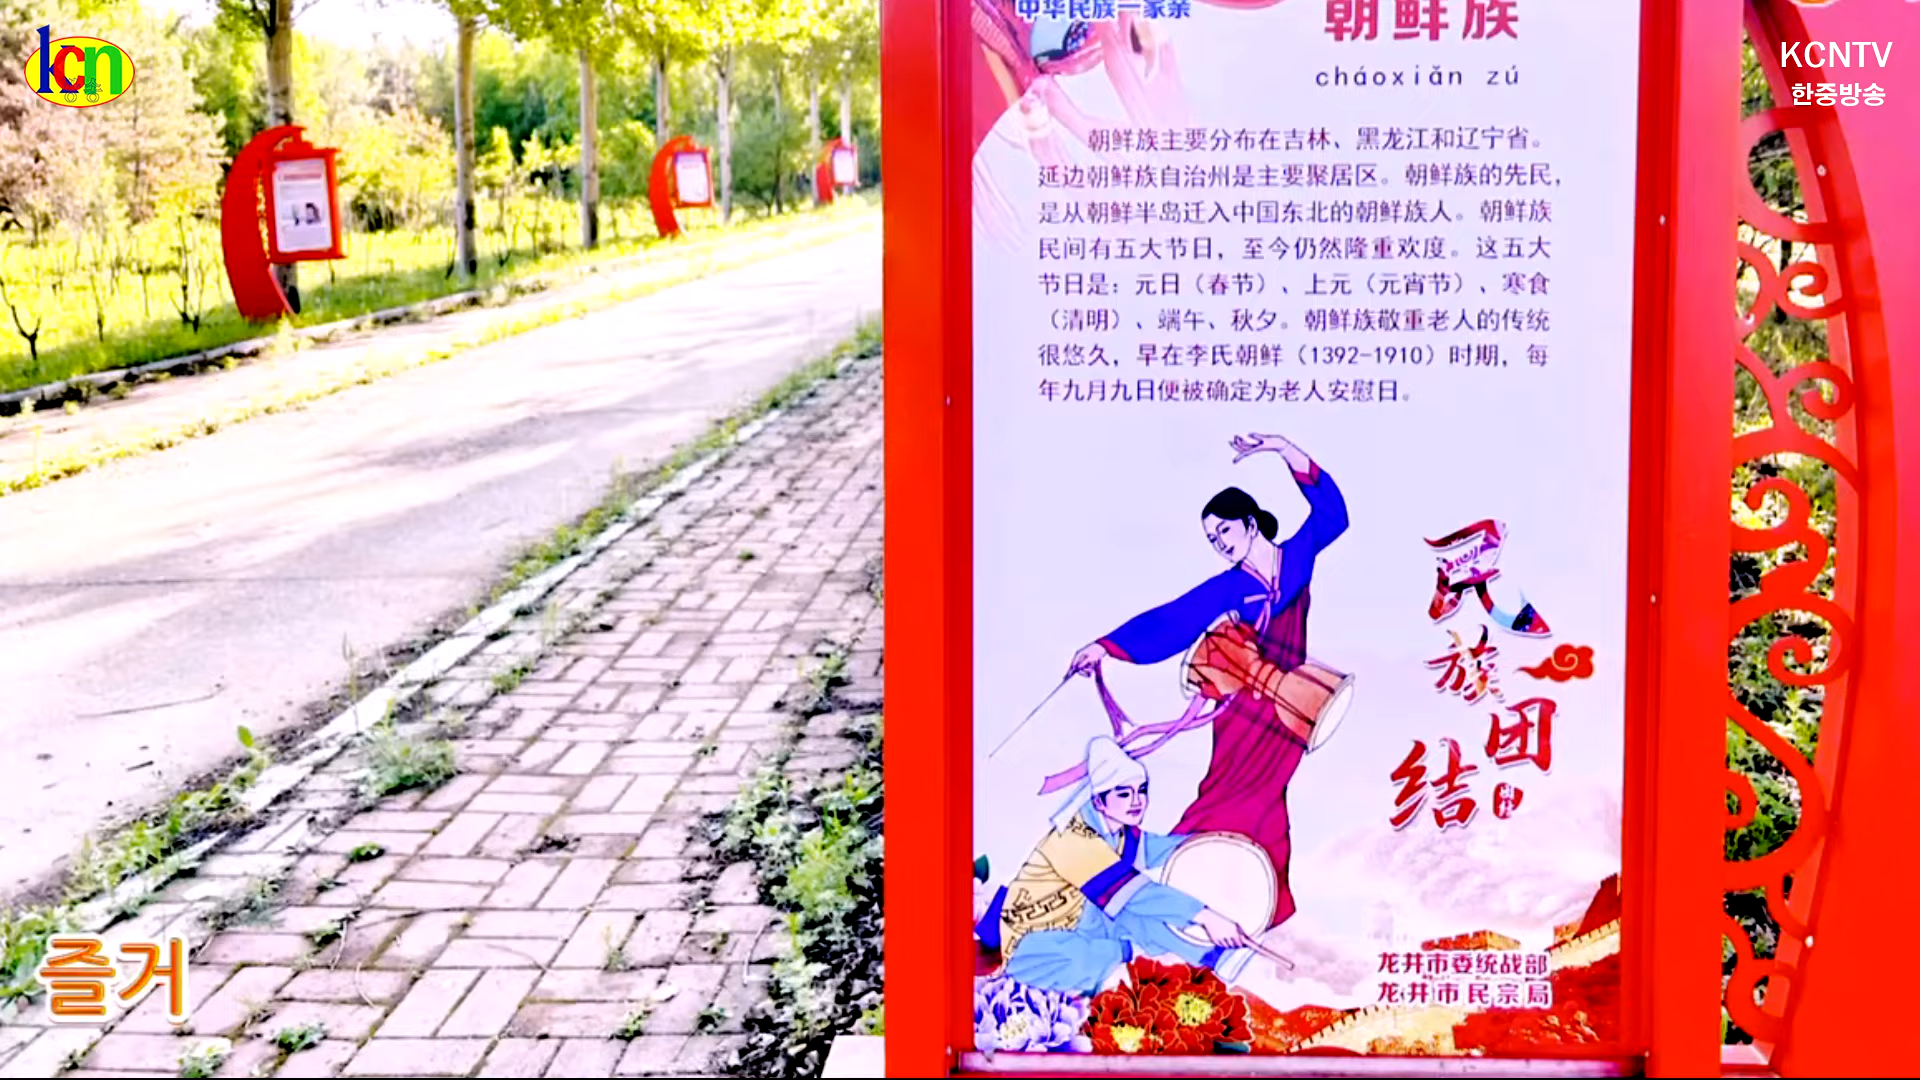 kcn
KCNTV
한중방송
中华民族一家亲
朝鲜族
cháoxiǎn zú
朝鲜族主要分布在吉林、黑龙江和辽宁省。
延边朝鲜族自治州是主要聚居区。朝鲜族的先民，
是从朝鲜半岛迁入中国东北的朝鲜族人。朝鲜族
民间有五大节日，至今仍然隆重欢度。这五大
节日是：元日（春节）、上元（元宵节）、寒食
（清明）、端午、秋夕。朝鲜族敬重老人的传统
很悠久，早在李氏朝鲜（1392-1910）时期，每
年九月九日便被确定为老人安慰日。
民族团结
龙井市委统战部
龙井市民宗局
즐거